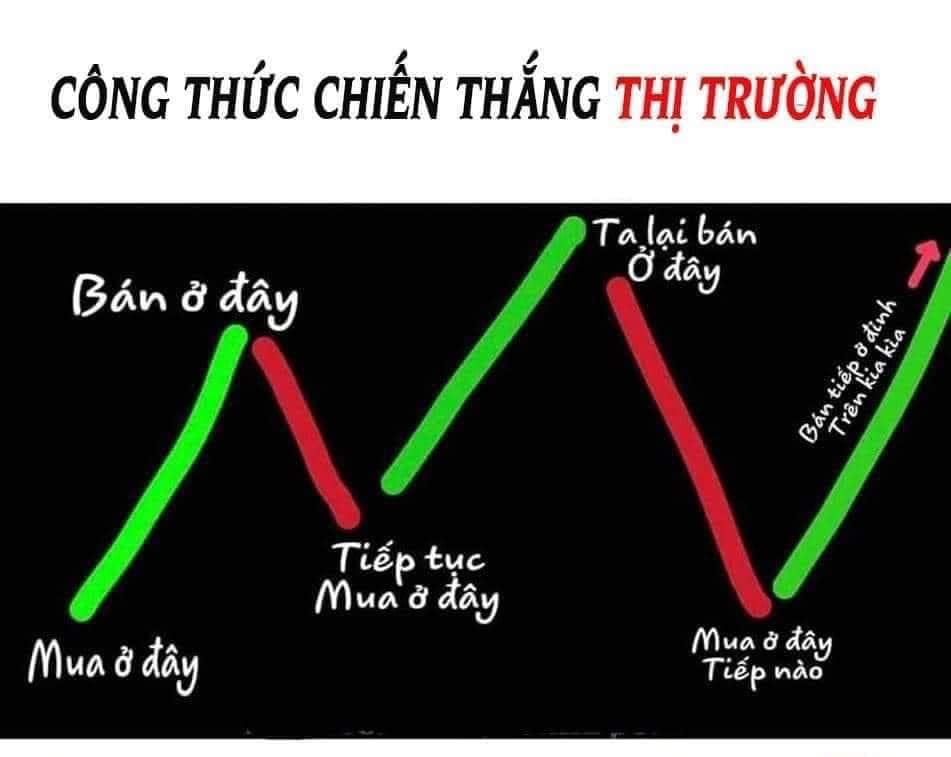 CÔNG THỨC CHIẾN THẮNG THỊ TRƯỜNG
Ta lại bán
Ở đây
Bán ở đây
Bán tiếp ở đỉnh
Trên kia kìa
Tiếp tục
Mua ở đây
Mua ở đây
Mua ở đây
Tiếp nào